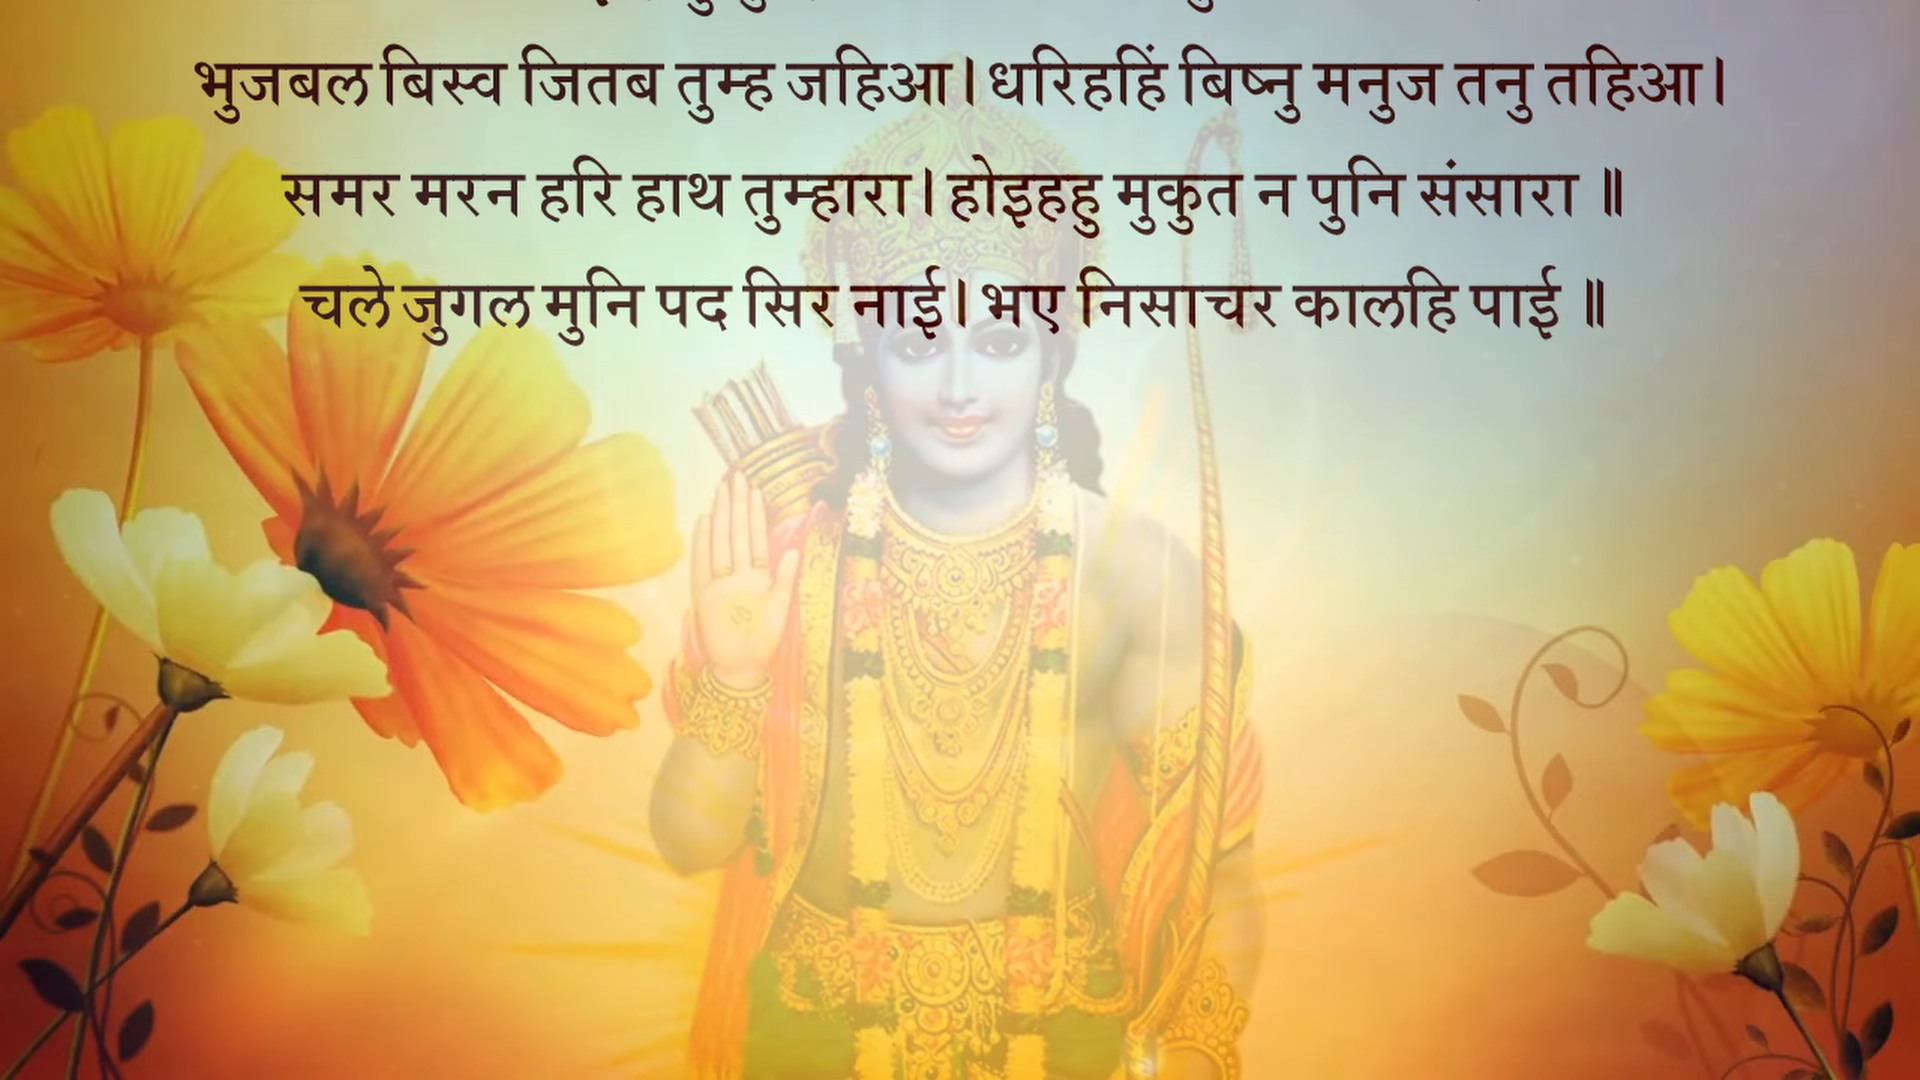 भुजबल बिस्व जितब तुम्ह जहिआ। धरिहहिं बिष्नु मनुज तनु तहिआ।
समर मरन हरि हाथ तुम्हारा। होइहहु मुकुत न पुनि संसारा ॥
चले जुगल मुनि पद सिर नाई। भए निसाचर कालहि पाई ॥